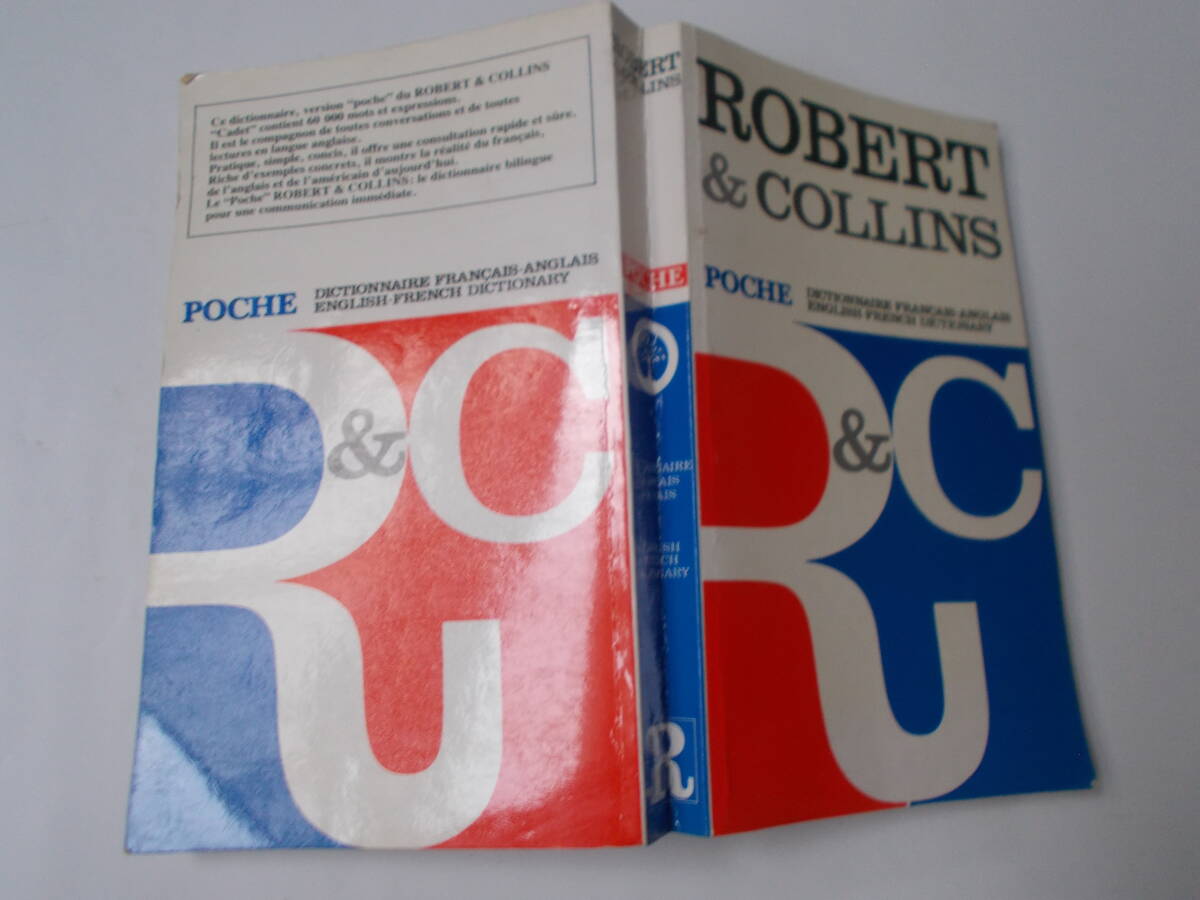 Ce dictionnaire, version "poche" du ROBERT & COLLINS
"Cadet" contient 60 000 mots et expressions.
Il est le compagnon de toutes conversations et de toutes
lectures en langue anglaise.
Pratique, simple, concis, il offre une consultation rapide et sûre.
Riche d'exemples concrets, il montre la réalité du français,
de l'anglais et de l'américain d'aujourd'hui.
Le "Poche" ROBERT & COLLINS: le dictionnaire bilingue
pour une communication immédiate.
POCHE
DICTIONNAIRE FRANÇAIS-ANGLAIS
ENGLISH-FRENCH DICTIONARY
R&C
R
ROBERT
& COLLINS
POCHE
DICTIONNAIRE FRANÇAIS-ANGLAIS
ENGLISH-FRENCH DICTIONARY
R&C